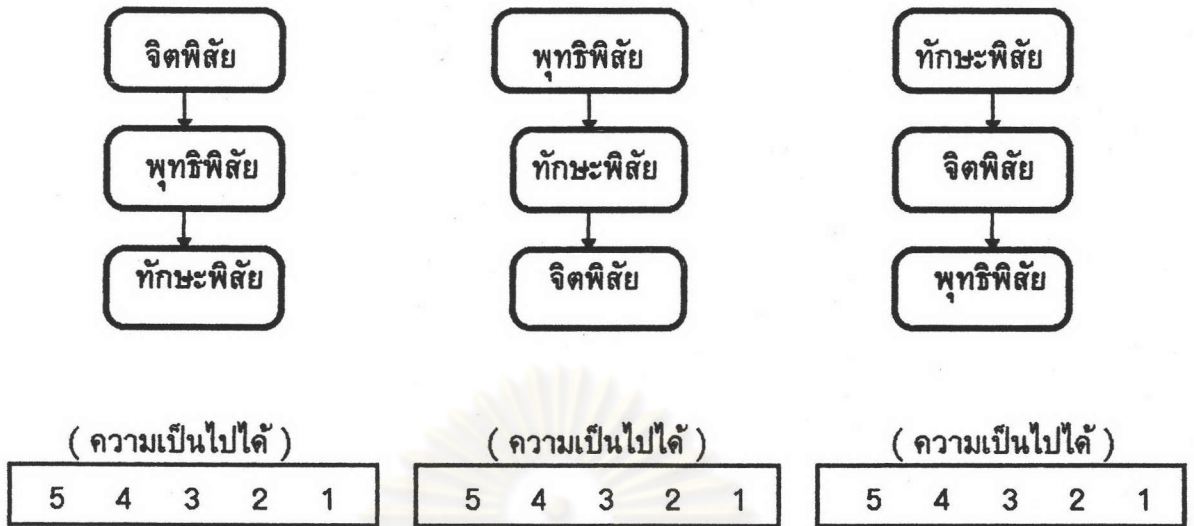 จิตพิสัย
พุทธิพิสัย
ทักษะพิสัย
พุทธิพิสัย
ทักษะพิสัย
จิตพิสัย
ทักษะพิสัย
จิตพิสัย
พุทธิพิสัย
( ความเป็นไปได้ )
5 4 3 2 1
( ความเป็นไปได้ )
5 4 3 2 1
( ความเป็นไปได้ )
5 4 3 2 1